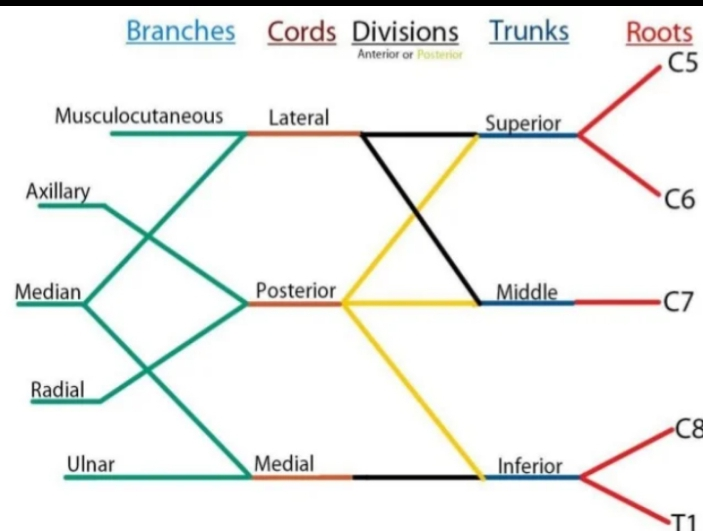 Branches Cords Divisions Trunks Roots
Anterior or Posterior
C5
Musculocutaneous Lateral Superior
Axillary C6
Median Posterior Middle C7
Radial
C8
Ulnar Medial Inferior
T1